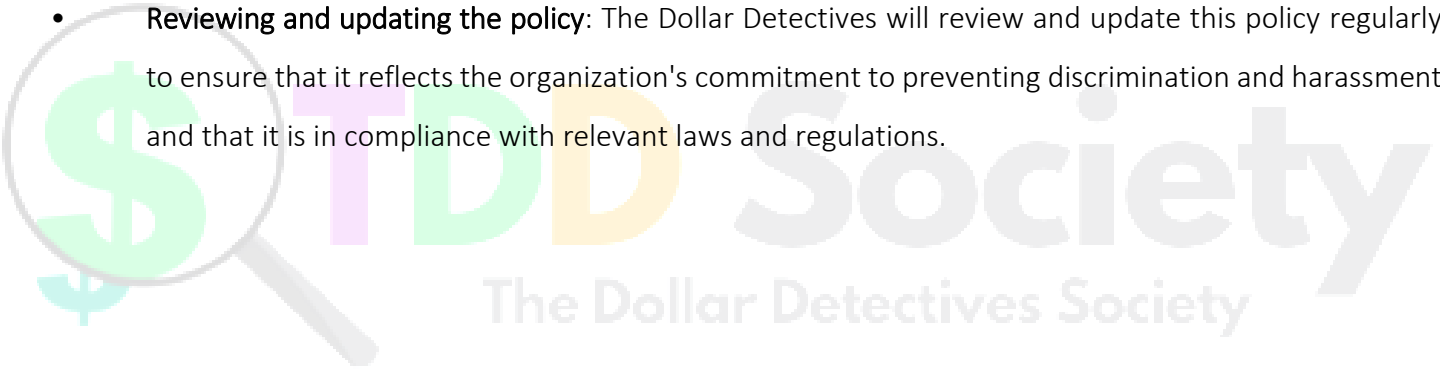 • Reviewing and updating the policy: The Dollar Detectives will review and update this policy regularly
to ensure that it reflects the organization's commitment to preventing discrimination and harassment
and that it is in compliance with relevant laws and regulations.
$ TDD Society
$
The Dollar Detectives Society